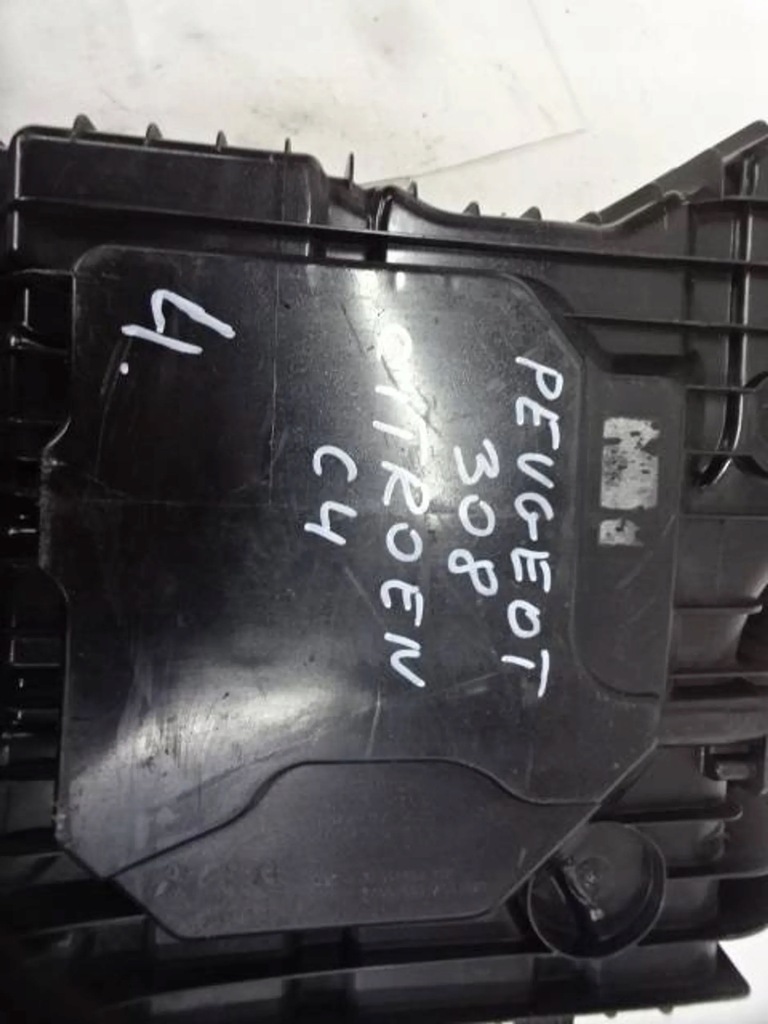 PEUGEOT
308
CITROEN
C4
4.